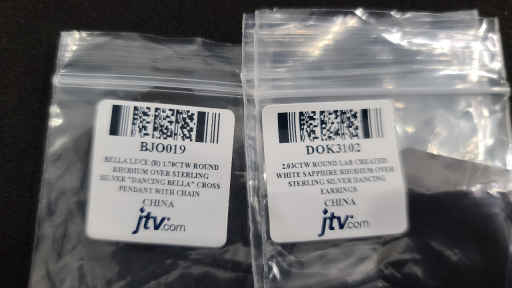 BJO019
BELLA LUCE (R) 1.79CTW ROUND
RHODIUM OVER STERLING
SILVER "DANCING BELLA" CROSS
PENDANT WITH CHAIN
CHINA
jtv.com
DOK3102
2.03CTW ROUND LAB CREATED
WHITE SAPPHIRE RHODIUM OVER
STERLING SILVER DANCING
EARRINGS
CHINA
jtv.com